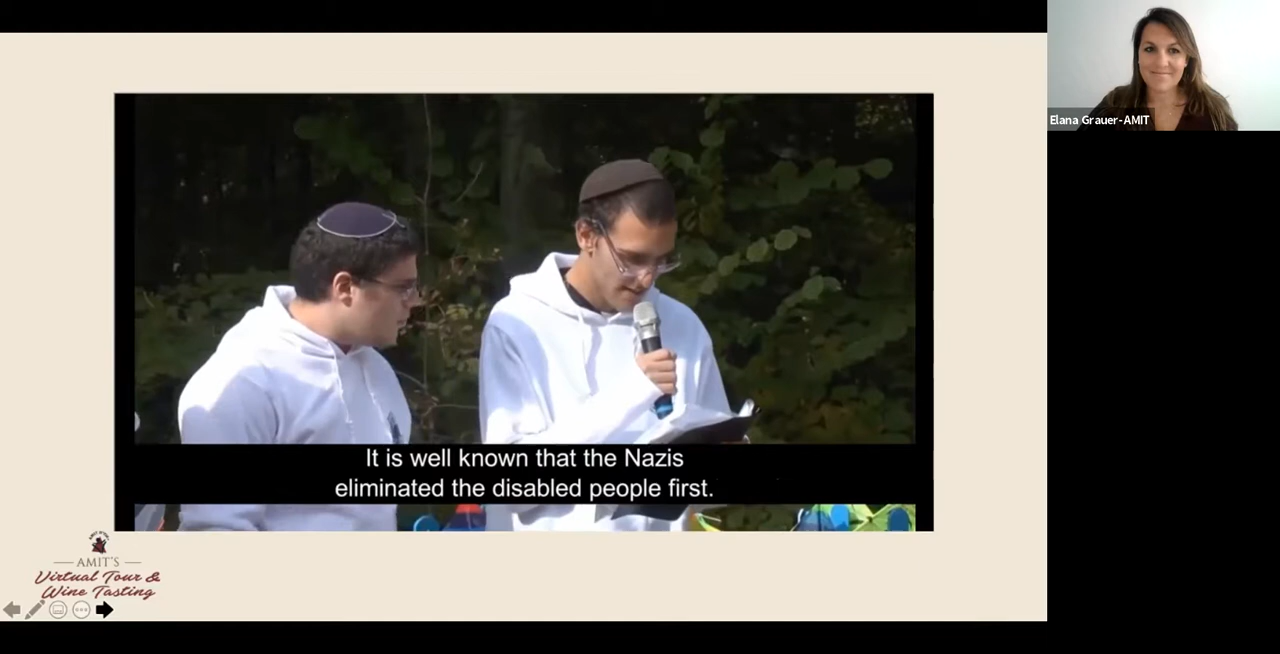 Elana Grauer-AMIT
It is well known that the Nazis
eliminated the disabled people first.
AMIT'S
Virtual Tour &
Wine Tasting